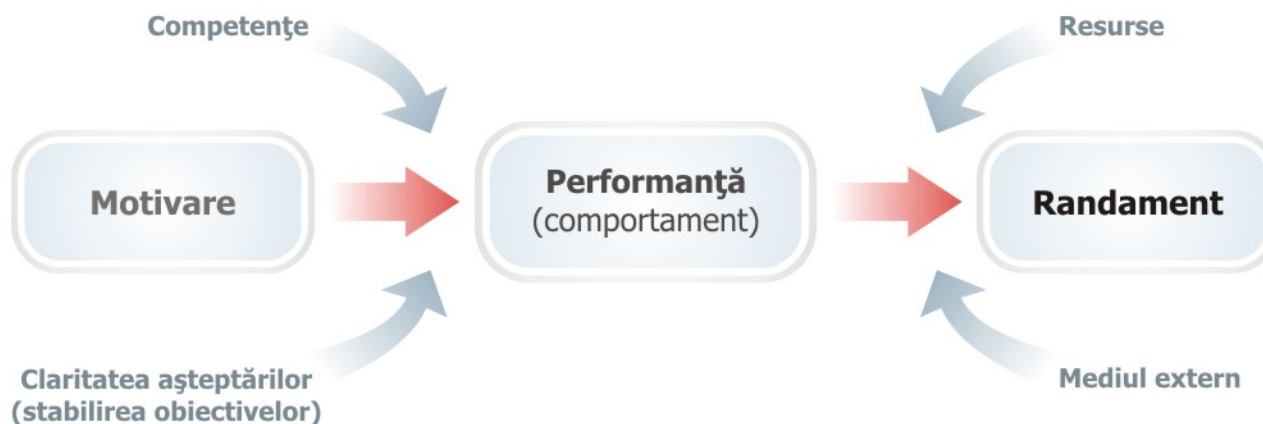 Competenţe
Resurse
Motivare
Performanţă
(comportament)
Randament
Claritatea aşteptărilor
(stabilirea obiectivelor)
Mediul extern